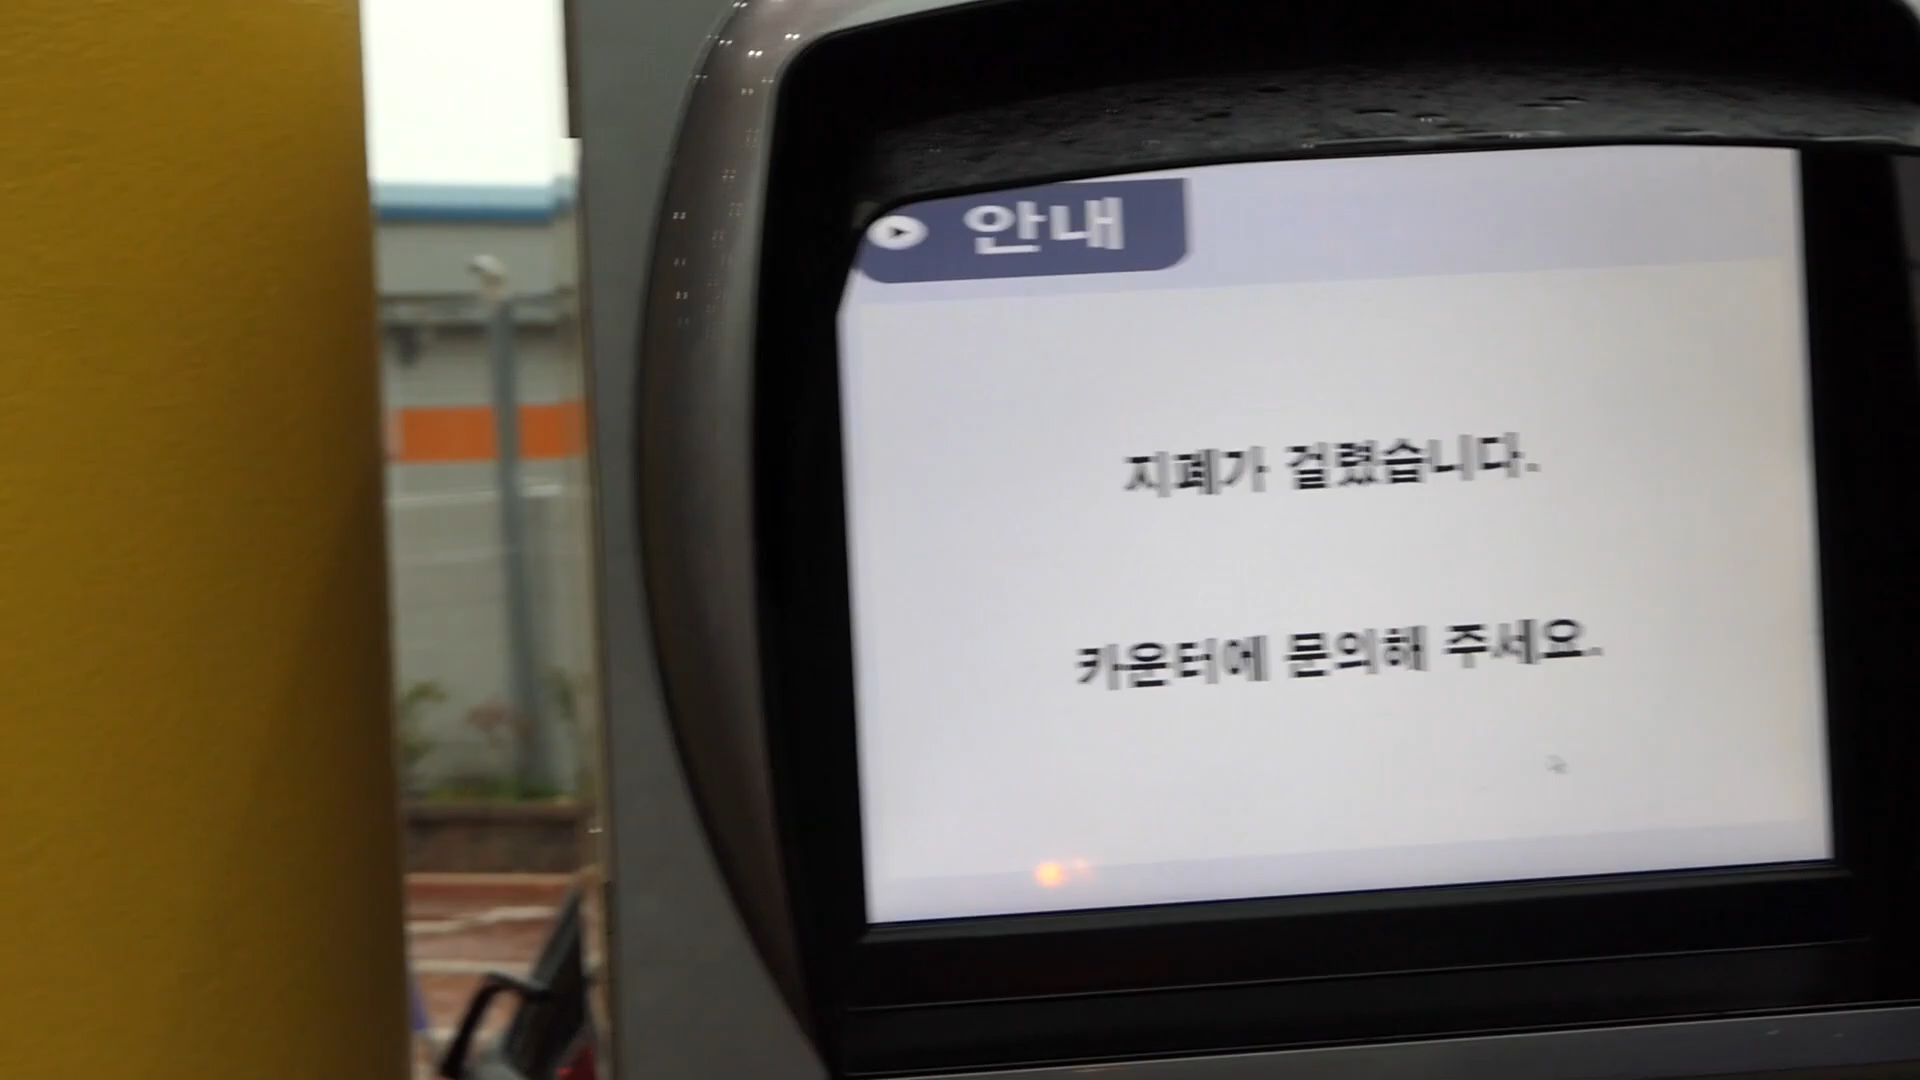 안내
지폐가 걸렸습니다.
카운터에 문의해 주세요.